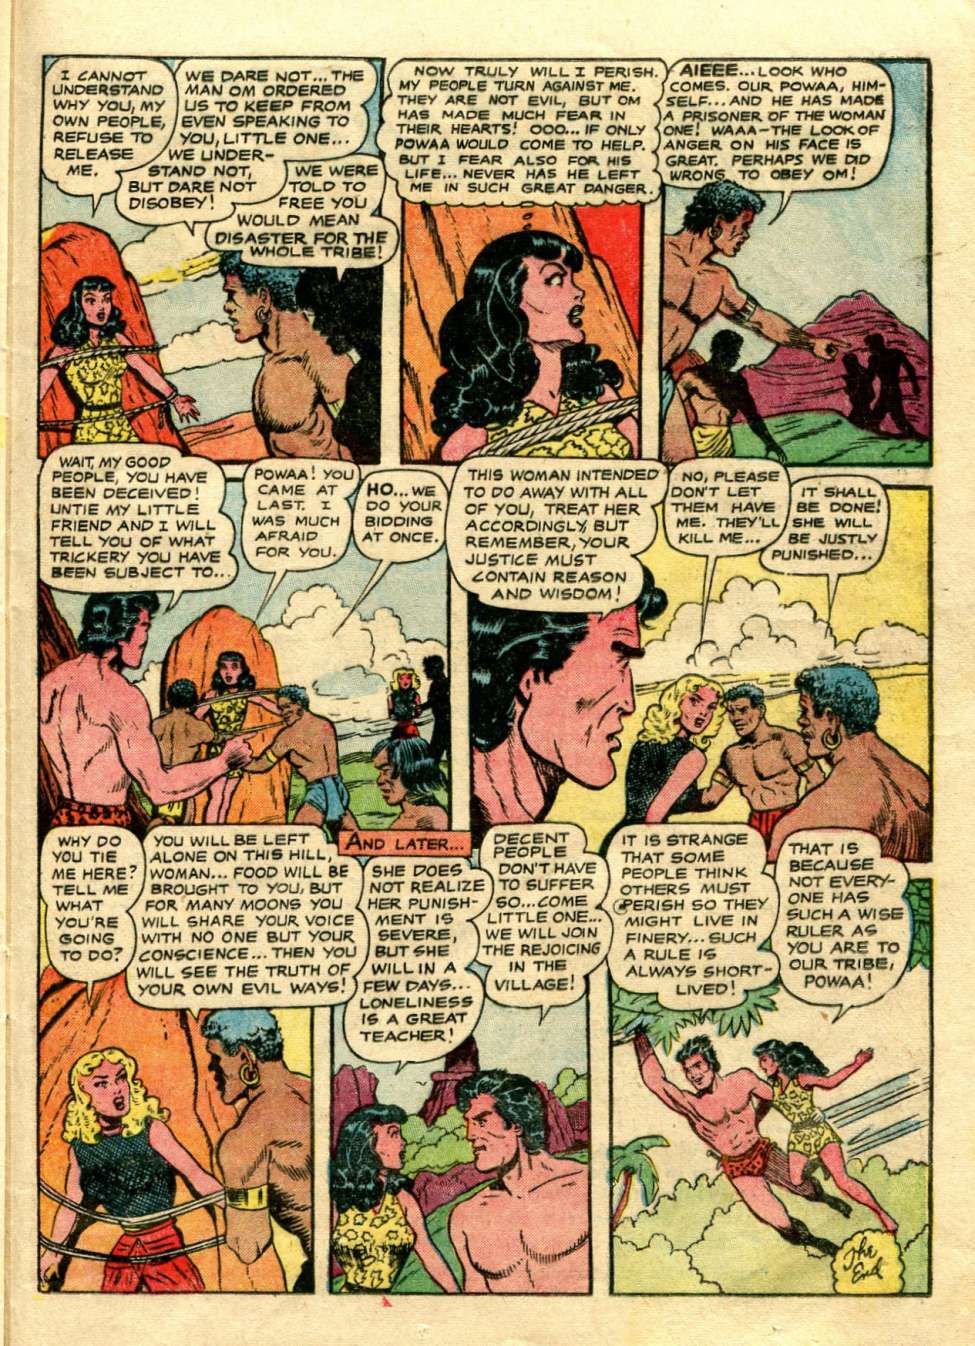 I CANNOT
UNDERSTAND
WHY YOU, MY
OWN PEOPLE,
REFUSE TO
RELEASE
ME.
WE DARE NOT... THE
MAN OM ORDERED
US TO KEEP FROM
EVEN SPEAKING TO
YOU, LITTLE ONE...
WE UNDER-
STAND NOT,
BUT DARE NOT
DISOBEY!
WE WERE
TOLD TO
FREE YOU
WOULD MEAN
DISASTER FOR THE
WHOLE TRIBE!
NOW TRULY WILL I PERISH.
MY PEOPLE TURN AGAINST ME.
THEY ARE NOT EVIL, BUT OM
HAS MADE MUCH FEAR IN
THEIR HEARTS! OOO... IF ONLY
POWAA WOULD COME TO HELP.
BUT I FEAR ALSO FOR HIS
LIFE... NEVER HAS HE LEFT
ME IN SUCH GREAT DANGER.
AIEEE... LOOK WHO
COMES. OUR POWAA, HIM-
SELF... AND HE HAS MADE
A PRISONER OF THE WOMAN
ONE! WAAA-THE LOOK OF
ANGER ON HIS FACE IS
GREAT. PERHAPS WE DID
WRONG TO OBEY OM!
WAIT, MY GOOD
PEOPLE, YOU HAVE
BEEN DECEIVED!
UNTIE MY LITTLE
FRIEND AND I WILL
TELL YOU OF WHAT
TRICKERY YOU HAVE
BEEN SUBJECT TO...
POWAA! YOU
CAME AT
LAST. I
WAS MUCH
AFRAID
FOR YOU.
HO... WE
DO YOUR
BIDDING
AT ONCE.
THIS WOMAN INTENDED
TO DO AWAY WITH ALL
OF YOU, TREAT HER
ACCORDINGLY, BUT
REMEMBER, YOUR
JUSTICE MUST
CONTAIN REASON
AND WISDOM!
NO, PLEASE
DON'T LET
THEM HAVE
ME. THEY'LL
KILL ME...
IT SHALL
BE DONE!
SHE WILL
BE JUSTLY
PUNISHED...
WHY DO
YOU TIE
ME HERE?
TELL ME
WHAT
YOU'RE
GOING
TO DO?
YOU WILL BE LEFT
ALONE ON THIS HILL,
WOMAN... FOOD WILL BE
BROUGHT TO YOU, BUT
FOR MANY MOONS YOU
WILL SHARE YOUR VOICE
WITH NO ONE BUT YOUR
CONSCIENCE... THEN YOU
WILL SEE THE TRUTH OF
YOUR OWN EVIL WAYS!
AND LATER...
SHE DOES
NOT REALIZE
HER PUNISH-
MENT IS
SEVERE,
BUT SHE
WILL IN A
FEW DAYS...
LONELINESS
IS A GREAT
TEACHER!
DECENT
PEOPLE
DON'T HAVE
TO SUFFER
SO... COME
LITTLE ONE...
WE WILL JOIN
THE REJOICING
IN THE
VILLAGE!
IT IS STRANGE
THAT SOME
PEOPLE THINK
OTHERS MUST
PERISH SO THEY
MIGHT LIVE IN
FINERY... SUCH
A RULE IS
ALWAYS SHORT-
LIVED!
THAT IS
BECAUSE
NOT EVERY-
ONE HAS
SUCH A WISE
RULER AS
YOU ARE TO
OUR TRIBE,
POWAA!
The
End